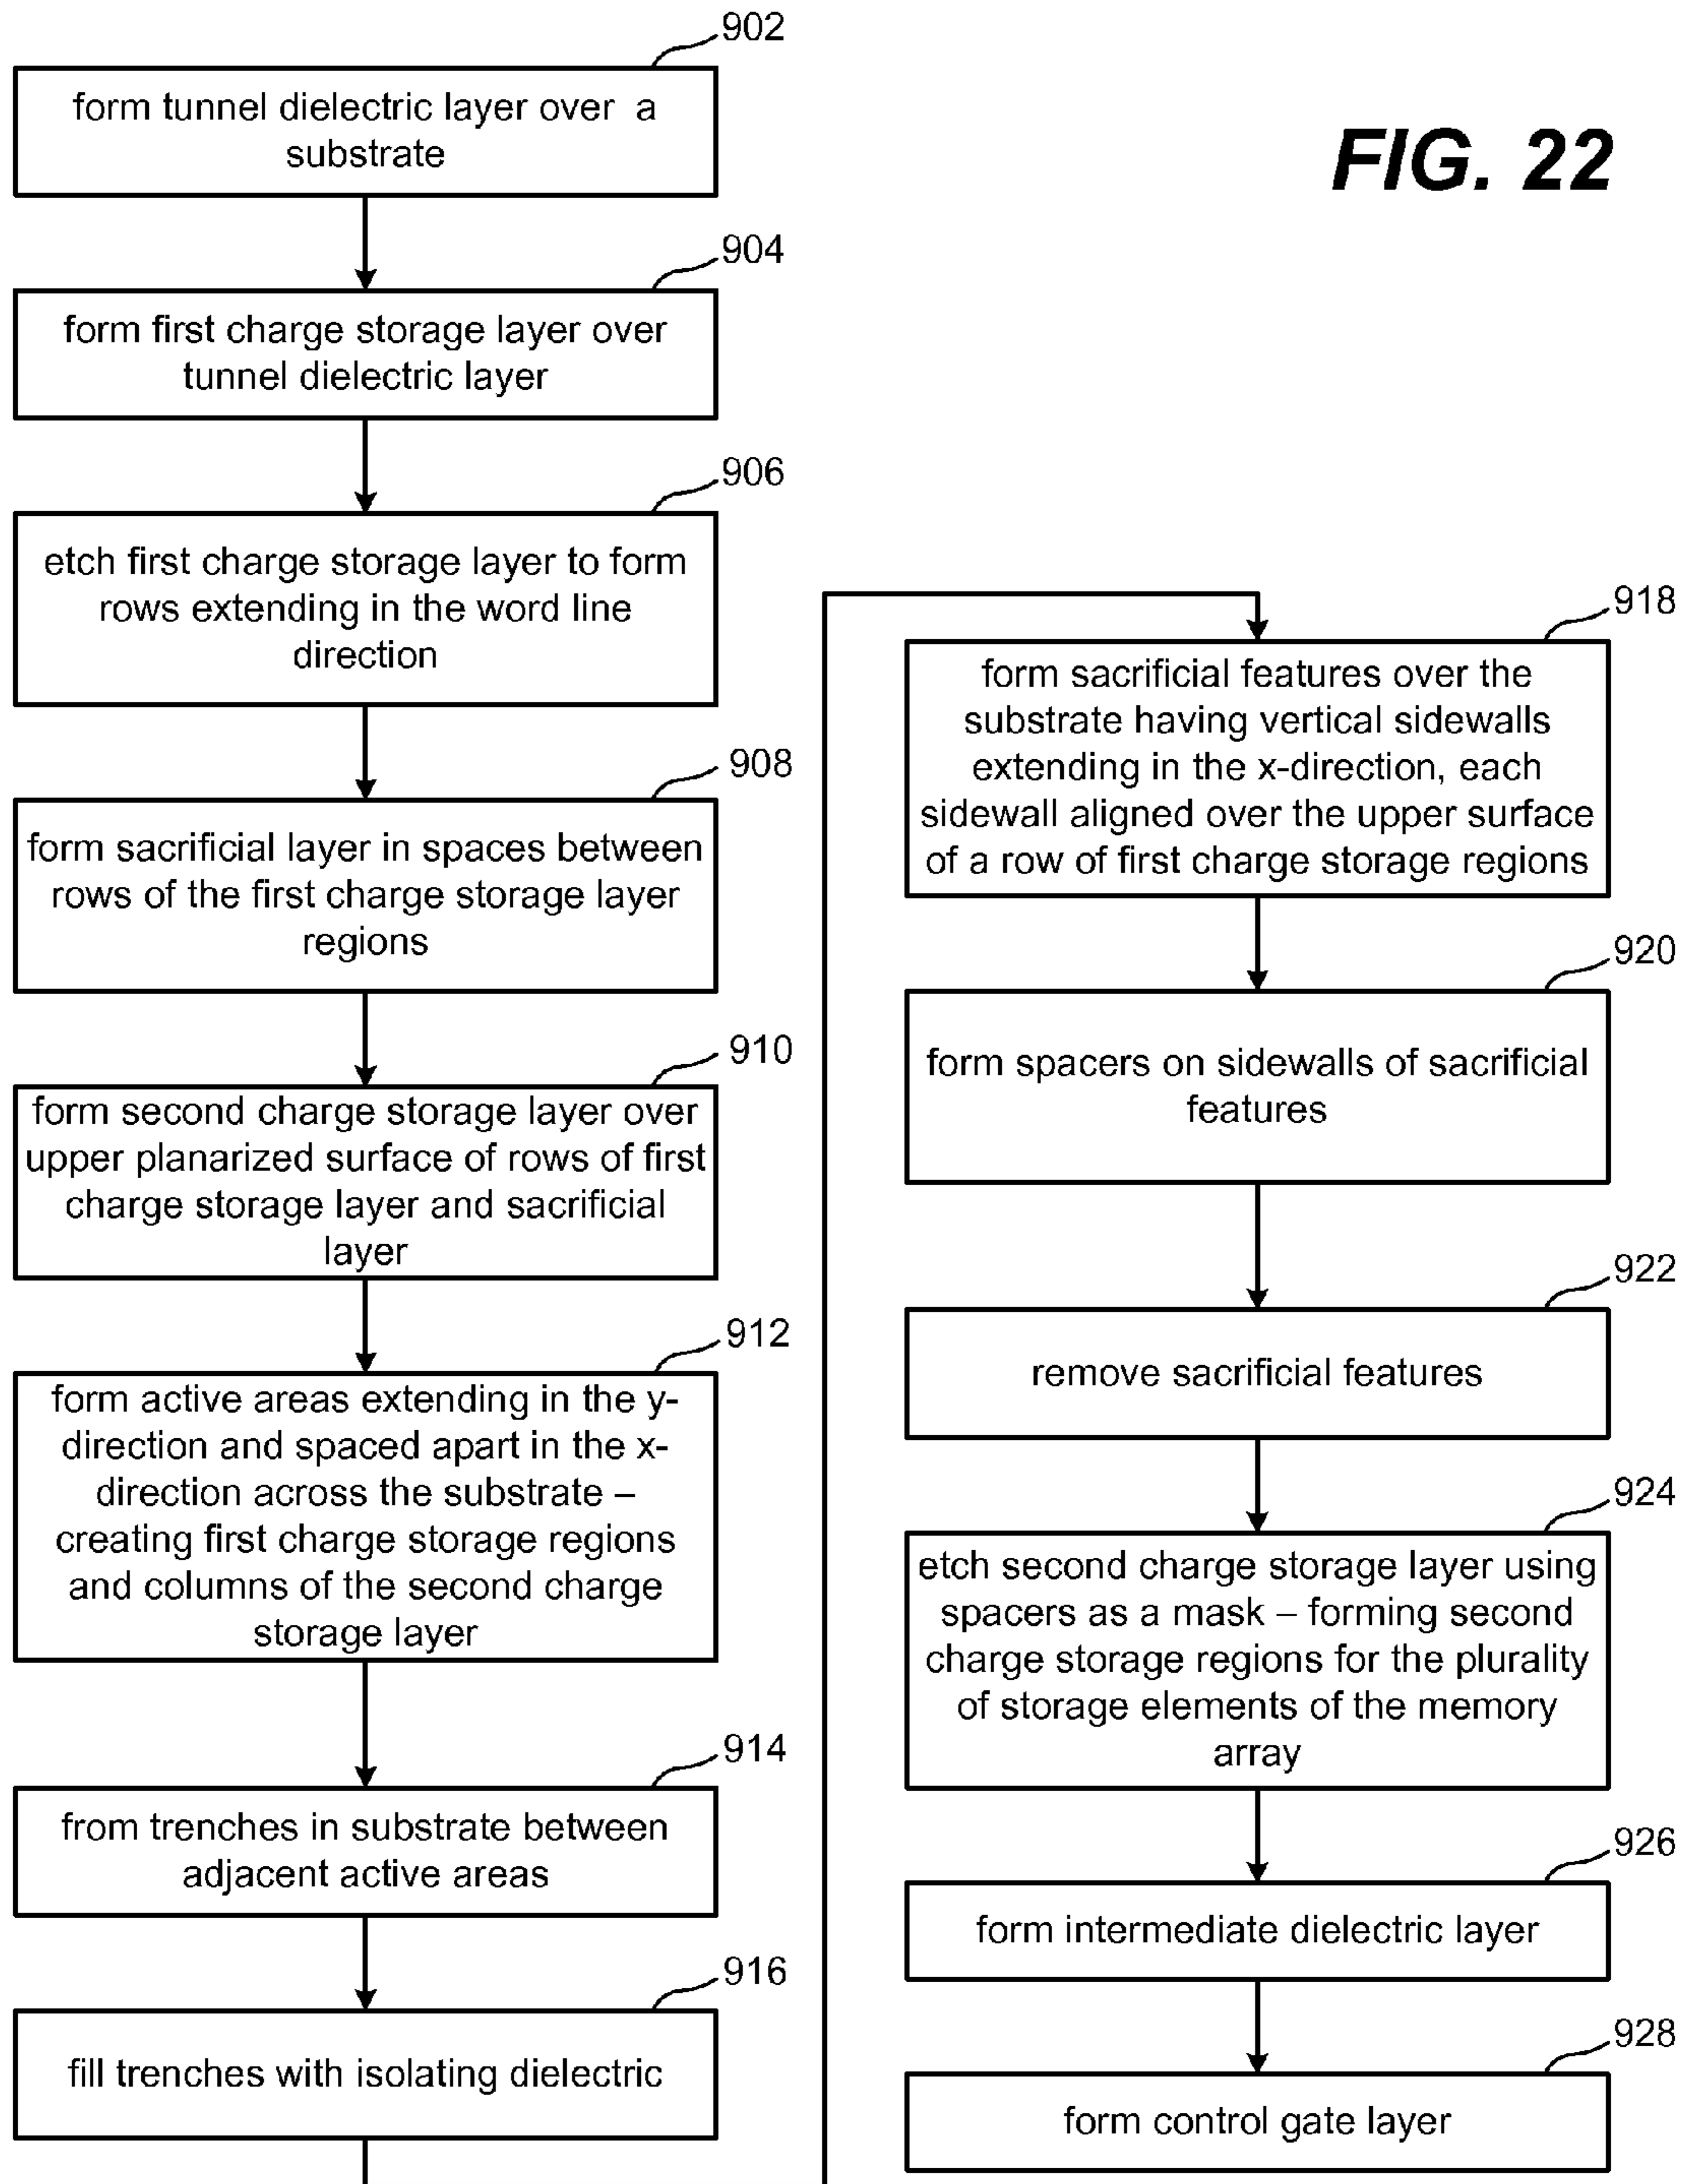 FIG. 22
902
form tunnel dielectric layer over a
substrate
904
form first charge storage layer over
tunnel dielectric layer
906
etch first charge storage layer to form
rows extending in the word line
direction
908
form sacrificial layer in spaces between
rows of the first charge storage layer
regions
910
form second charge storage layer over
upper planarized surface of rows of first
charge storage layer and sacrificial
layer
912
form active areas extending in the y-
direction and spaced apart in the x-
direction across the substrate –
creating first charge storage regions
and columns of the second charge
storage layer
914
from trenches in substrate between
adjacent active areas
916
fill trenches with isolating dielectric
918
form sacrificial features over the
substrate having vertical sidewalls
extending in the x-direction, each
sidewall aligned over the upper surface
of a row of first charge storage regions
920
form spacers on sidewalls of sacrificial
features
922
remove sacrificial features
924
etch second charge storage layer using
spacers as a mask – forming second
charge storage regions for the plurality
of storage elements of the memory
array
926
form intermediate dielectric layer
928
form control gate layer